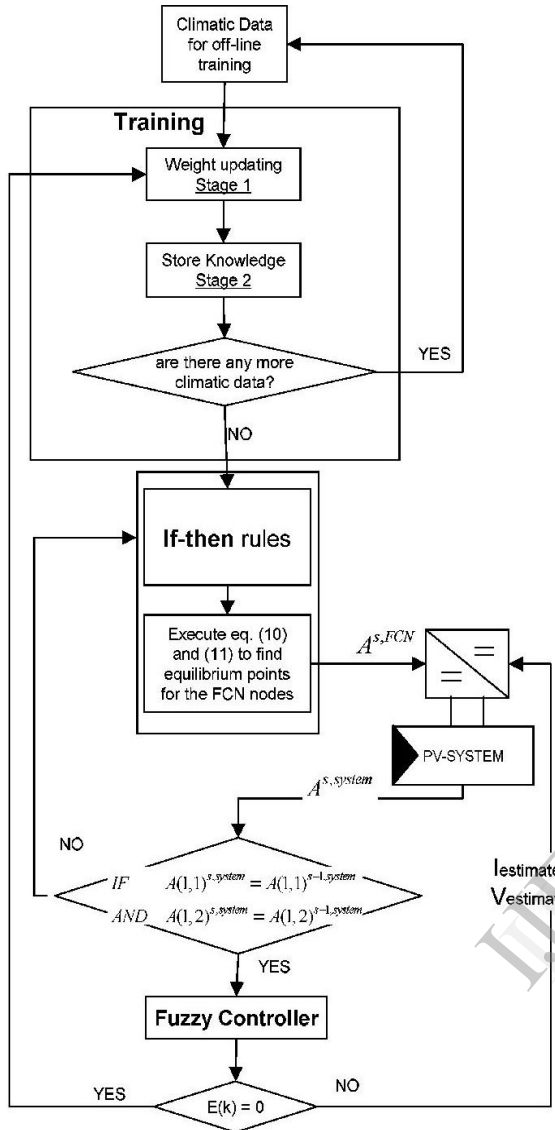 Climatic Data
for off-line
training
Training
Weight updating
Stage 1
Store Knowledge
Stage 2
are there any more
climatic data?
YES
NO
If-then rules
Execute eq. (10)
and (11) to find
equilibrium points
for the FCN nodes
A^{s,FCN}
=
=
PV-SYSTEM
A^{s,system}
NO
IF A(1,1)^{s,system} = A(1,1)^{s-1,system}
AND A(1,2)^{s,system} = A(1,2)^{s-1,system}
Iestimate
Vestimat
YES
Fuzzy Controller
YES
E(k) = 0
NO